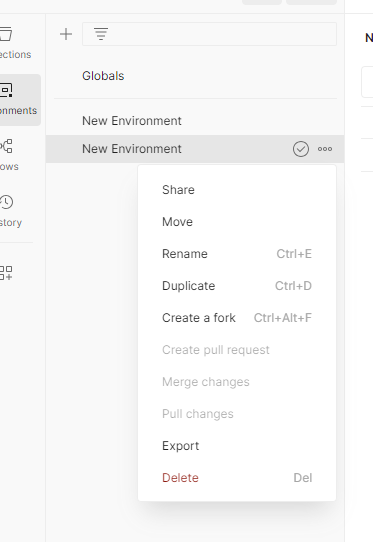 N
ections
Globals
onments
New Environment
New Environment
ows
story
Share
Move
Rename Ctrl+E
Duplicate Ctrl+D
Create a fork Ctrl+Alt+F
Create pull request
Merge changes
Pull changes
Export
Delete Del